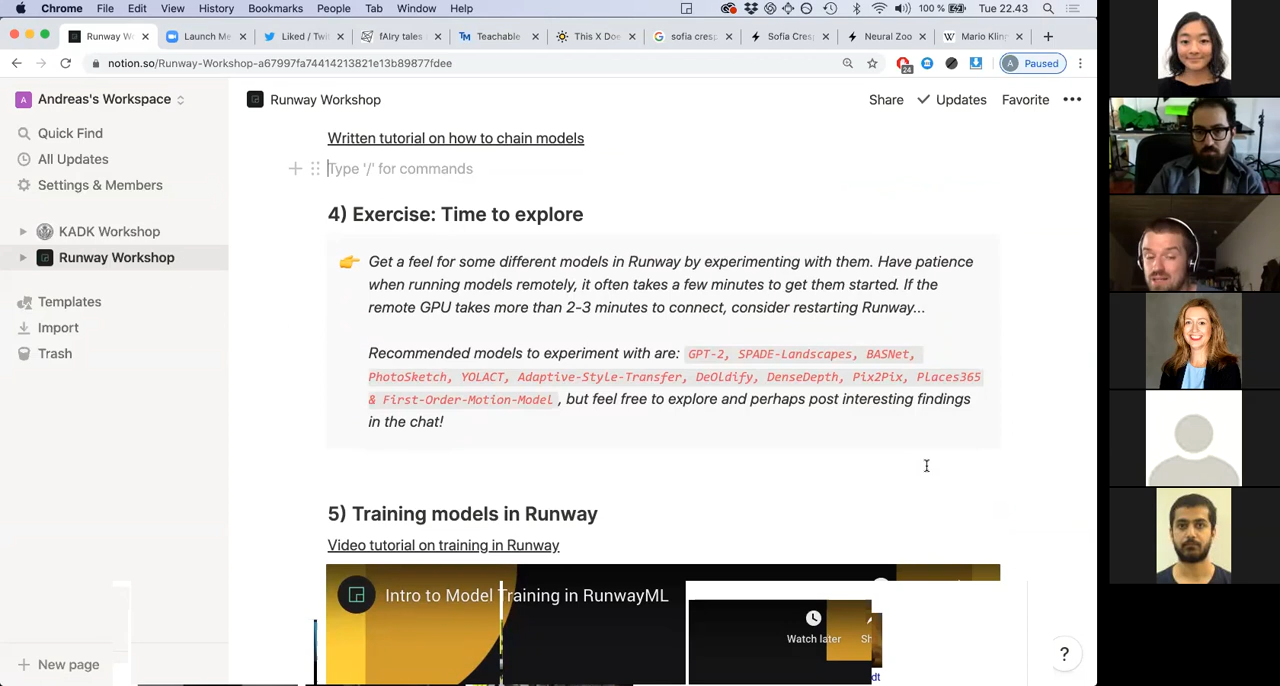 Chrome File Edit View History Bookmarks People Tab Window Help 100 % Tue 22.43
Runway Wo Launch Me Liked / Twi fAIry tales Teachable This X Doe sofia cresp Sofia Cresp Neural Zoo Mario Kling
notion.so/Runway-Workshop-a67997fa74414213821e13b89877fdee 24 A Paused
A Andreas's Workspace
Runway Workshop Share Updates Favorite
Quick Find
All Updates
Settings & Members
KADK Workshop
Runway Workshop
Templates
Import
Trash
New page
Written tutorial on how to chain models
Type '/' for commands
4) Exercise: Time to explore
Get a feel for some different models in Runway by experimenting with them. Have patience
when running models remotely, it often takes a few minutes to get them started. If the
remote GPU takes more than 2-3 minutes to connect, consider restarting Runway...
Recommended models to experiment with are: GPT-2, SPADE-Landscapes, BASNet,
PhotoSketch, YOLACT, Adaptive-Style-Transfer, DeOldify, DenseDepth, Pix2Pix, Places365
& First-Order-Motion-Model, but feel free to explore and perhaps post interesting findings
in the chat!
5) Training models in Runway
Video tutorial on training in Runway
Intro to Model Training in RunwayML
Watch later Sh
dt
?